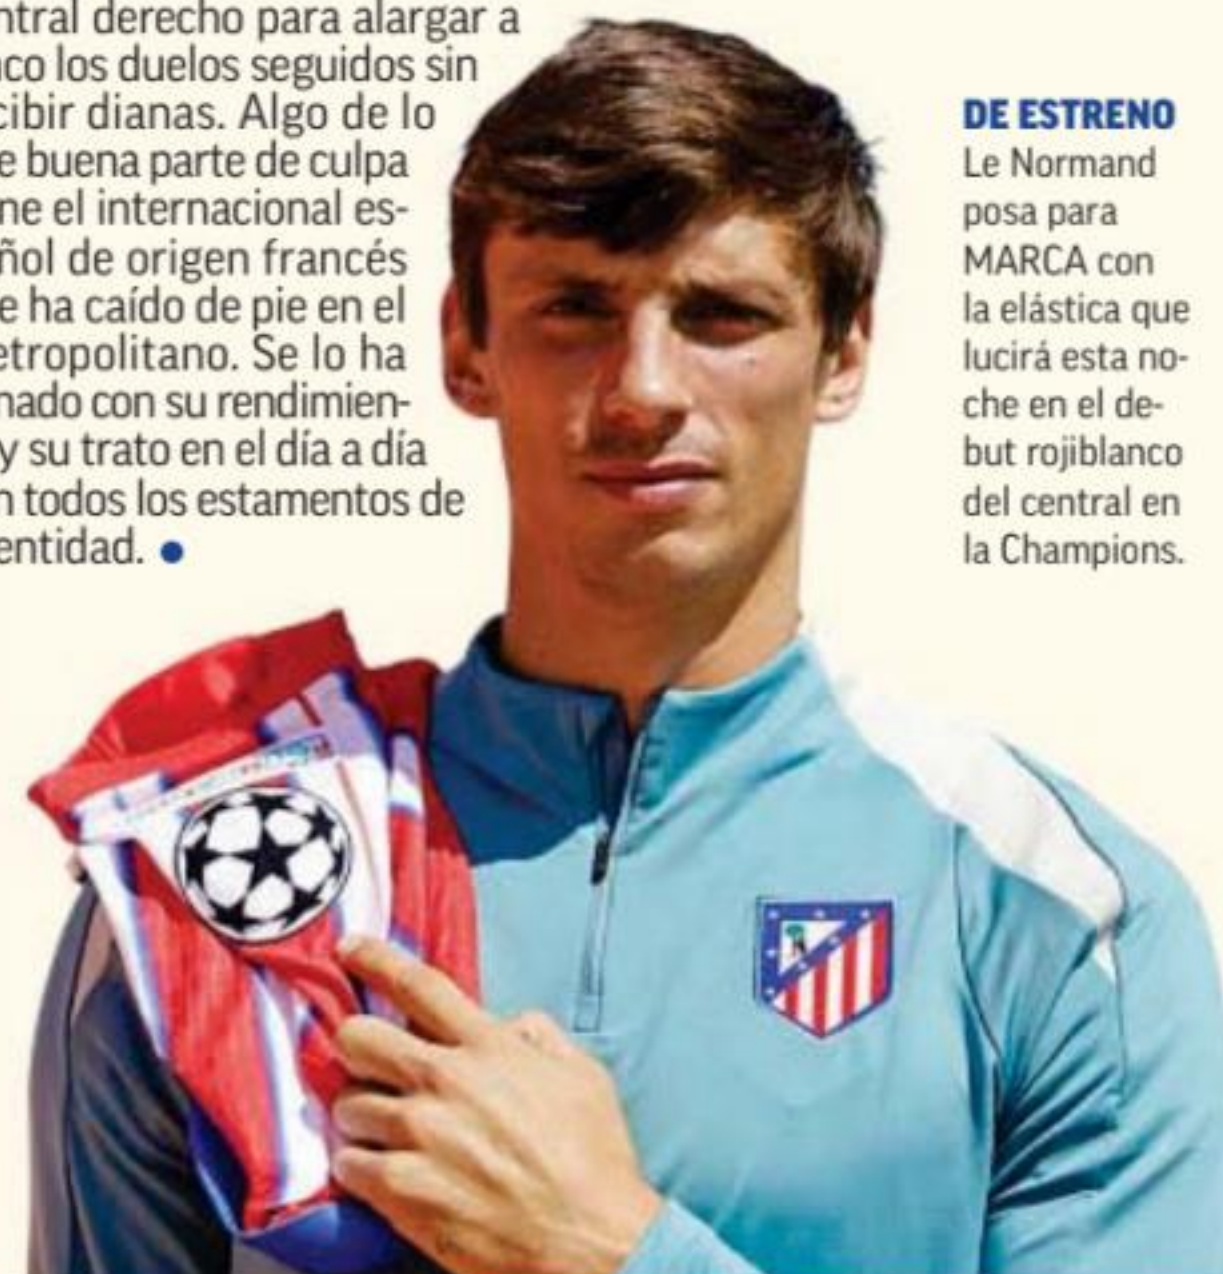 ntral derecho para alargar a
nco los duelos seguidos sin
cibir dianas. Algo de lo
e buena parte de culpa
ne el internacional es-
ñol de origen francés
e ha caído de pie en el
etropolitano. Se lo ha
nado con su rendimien-
y su trato en el día a día
n todos los estamentos de
entidad.
DE ESTRENO
Le Normand
posa para
MARCA con
la elástica que
lucirá esta no-
che en el de-
but rojiblanco
del central en
la Champions.